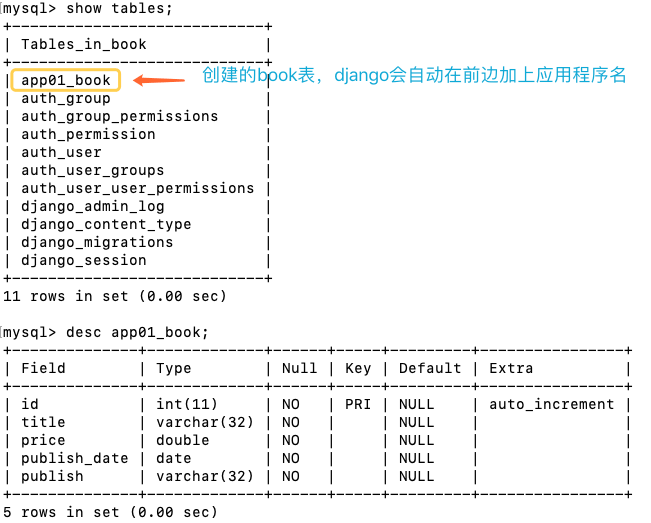 mysql> show tables;
+----------------------------+
| Tables_in_book             |
+----------------------------+
| app01_book                 | 创建的book表，django会自动在前边加上应用程序名
| auth_group                 |
| auth_group_permissions     |
| auth_permission            |
| auth_user                  |
| auth_user_groups           |
| auth_user_user_permissions |
| django_admin_log           |
| django_content_type        |
| django_migrations          |
| django_session             |
+----------------------------+
11 rows in set (0.00 sec)
mysql> desc app01_book;
+--------------+-------------+------+-----+---------+----------------+
| Field        | Type        | Null | Key | Default | Extra          |
+--------------+-------------+------+-----+---------+----------------+
| id           | int(11)     | NO   | PRI | NULL    | auto_increment |
| title        | varchar(32) | NO   |     | NULL    |                |
| price        | double      | NO   |     | NULL    |                |
| publish_date | date        | NO   |     | NULL    |                |
| publish      | varchar(32) | NO   |     | NULL    |                |
+--------------+-------------+------+-----+---------+----------------+
5 rows in set (0.00 sec)